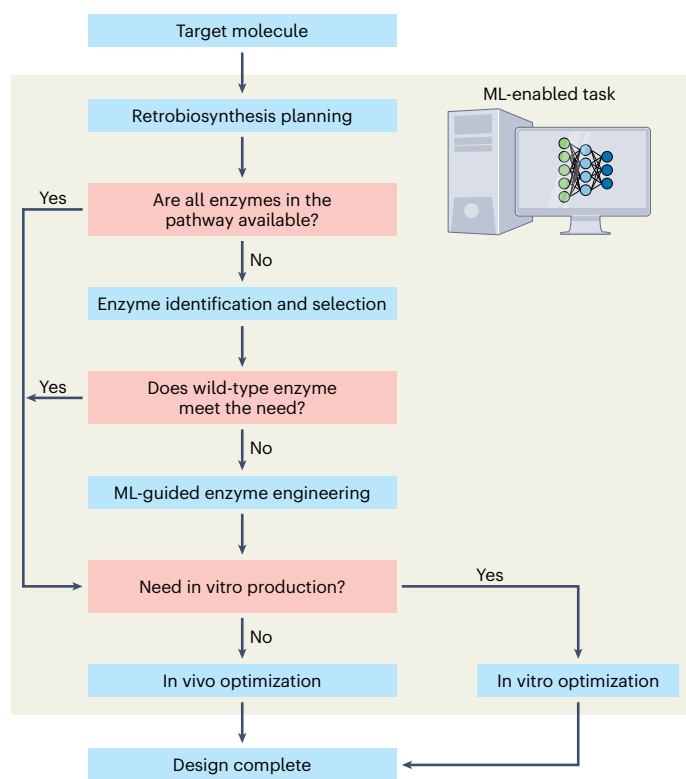 Target molecule
ML-enabled task
Retrobiosynthesis planning
Yes
Are all enzymes in the
pathway available?
No
Enzyme identification and selection
Yes
Does wild-type enzyme
meet the need?
No
ML-guided enzyme engineering
Need in vitro production?
Yes
No
In vivo optimization
In vitro optimization
Design complete